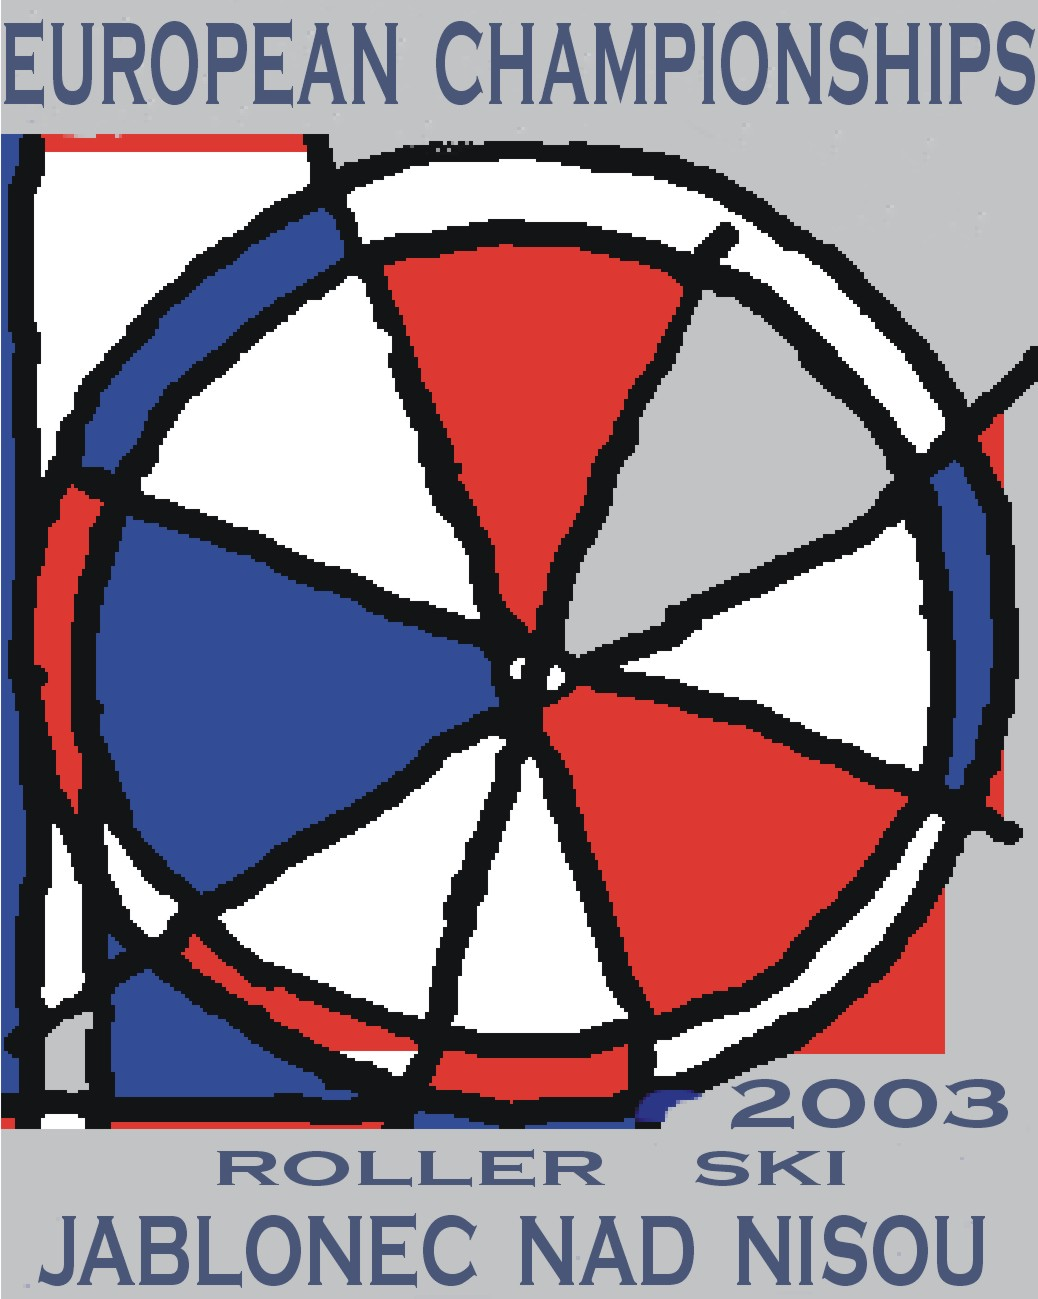 EUROPEAN CHAMPIONSHIPS
2003
ROLLER SKI
JABLONEC NAD NISOU